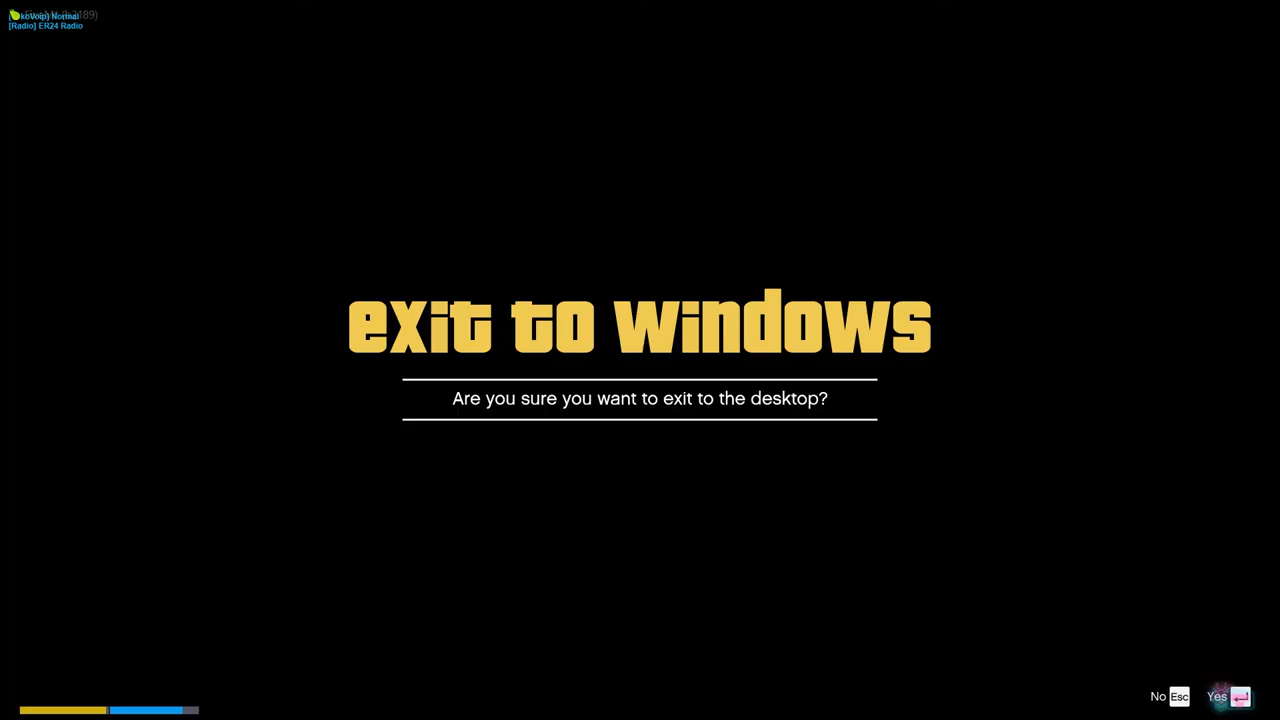 [Radio] ER24 Radio
exit to windows
Are you sure you want to exit to the desktop?
No Esc Yes